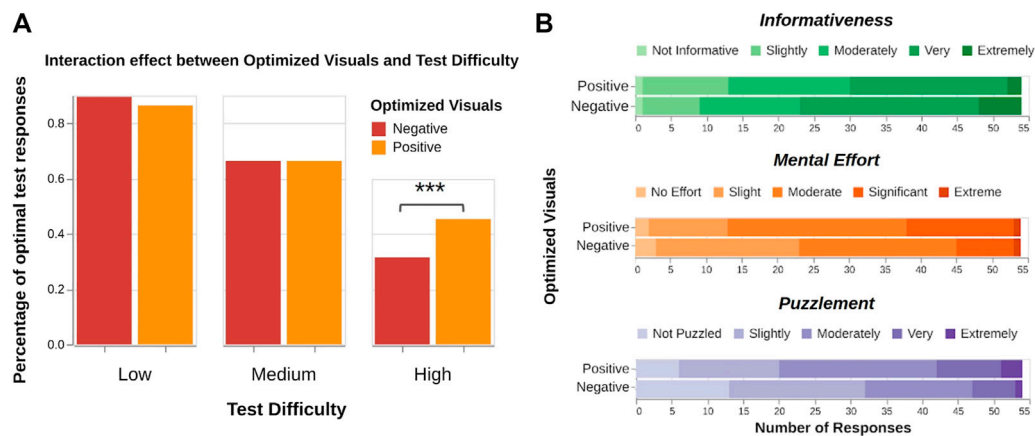 A
Interaction effect between Optimized Visuals and Test Difficulty
Percentage of optimal test responses
0.8
0.6
0.4
0.2
0.0
Optimized Visuals
Negative
Positive
***
Low Medium High
Test Difficulty
B
Optimized Visuals
Informativeness
Not Informative Slightly Moderately Very Extremely
Positive
Negative
0 5 10 15 20 25 30 35 40 45 50 55
Mental Effort
No Effort Slight Moderate Significant Extreme
Positive
Negative
0 5 10 15 20 25 30 35 40 45 50 55
Puzzlement
Not Puzzled Slightly Moderately Very Extremely
Positive
Negative
0 5 10 15 20 25 30 35 40 45 50 55
Number of Responses